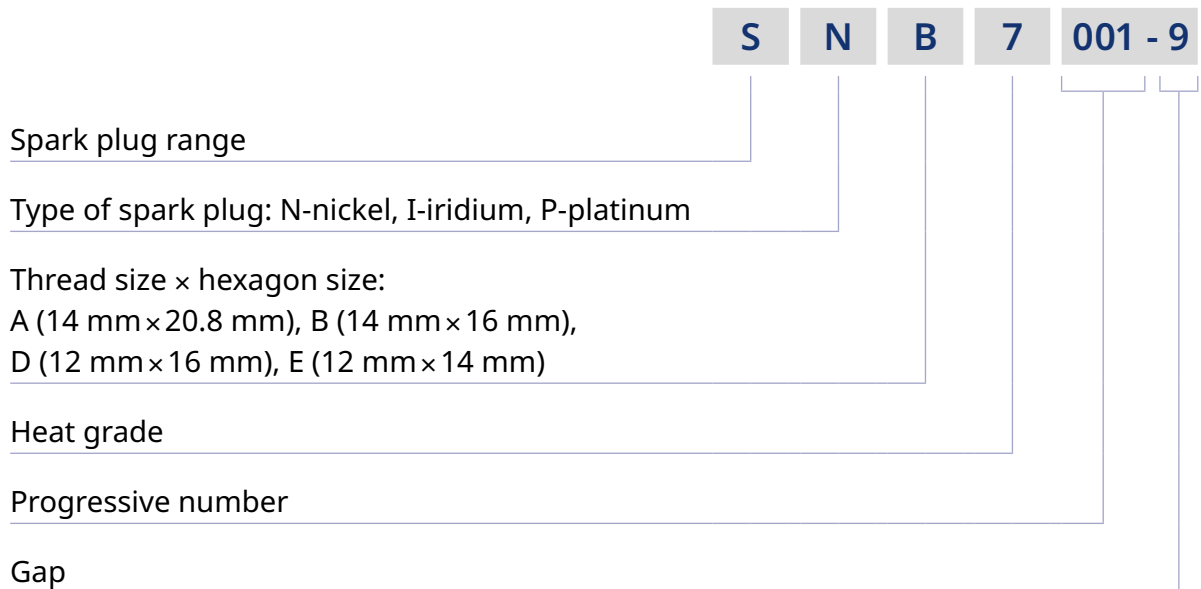 S N B 7 001 - 9
Spark plug range
Type of spark plug: N-nickel, I-iridium, P-platinum
Thread size × hexagon size:
A (14 mm×20.8 mm), B (14 mm×16 mm),
D (12 mm×16 mm), E (12 mm×14 mm)
Heat grade
Progressive number
Gap